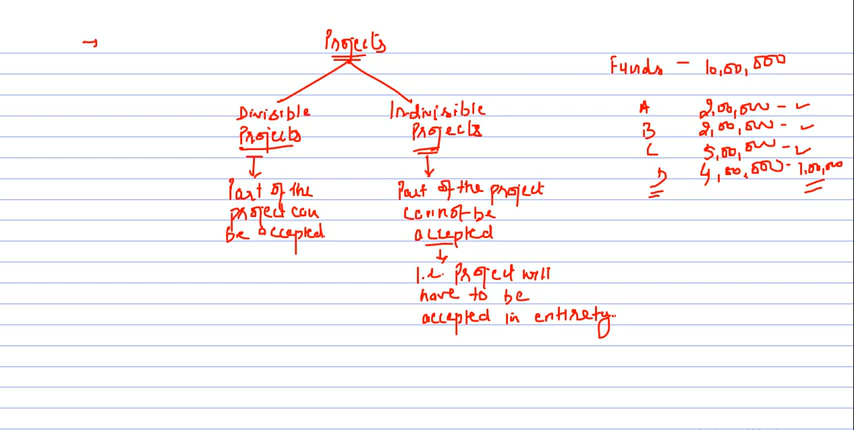 → Projects
Divisible Projects
Part of the
project can
be accepted
Indivisible
Projects
Part of the project
cannot be
accepted
I.e. Project will
have to be
accepted in entirety.
Funds - 10,00,000
A 2,00,000 - ✓
B 2,00,000 - ✓
C 5,00,000 - ✓
D 4,00,000 - 1,00,000